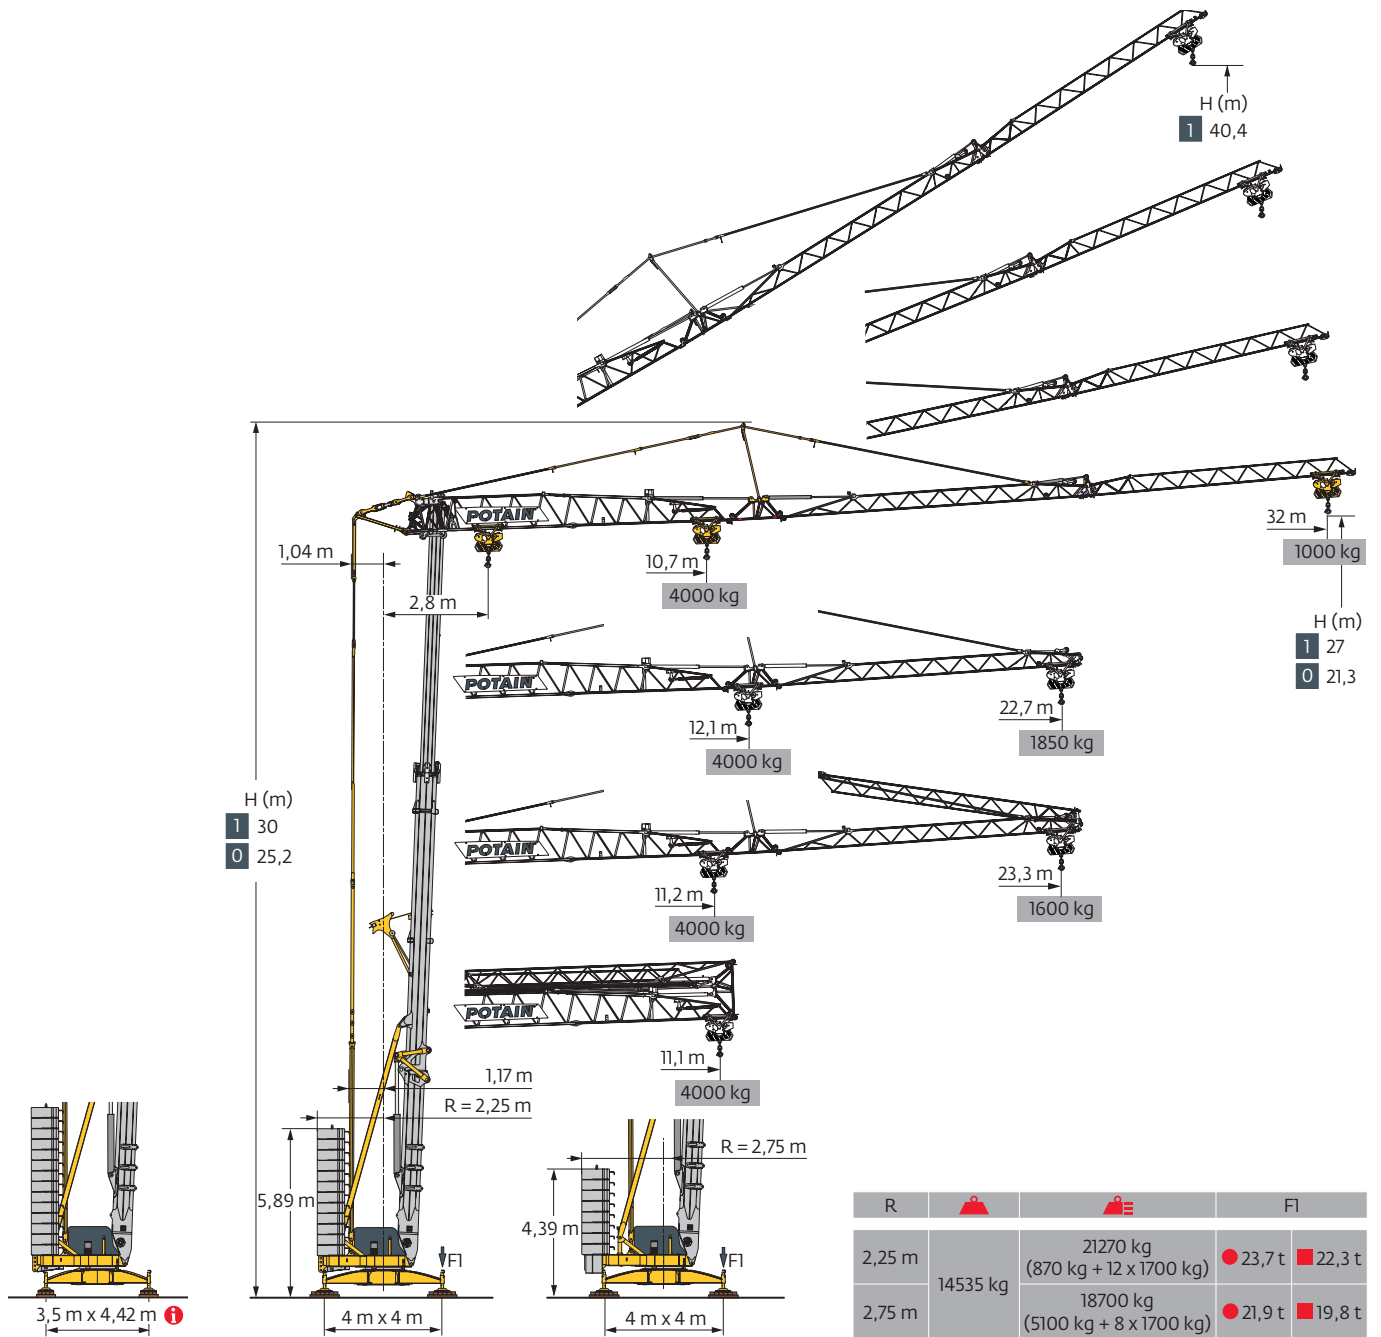 H (m)
1 40,4
POTAIN
1,04 m
2,8 m
10,7 m
4000 kg
32 m
1000 kg
H (m)
1 27
0 21,3
POTAIN
12,1 m
4000 kg
22,7 m
1850 kg
H (m)
1 30
0 25,2
POTAIN
11,2 m
4000 kg
23,3 m
1600 kg
POTAIN
11,1 m
4000 kg
1,17 m
R = 2,25 m
R = 2,75 m
5,89 m
4,39 m
F1
F1
3,5 m x 4,42 m i
4 m x 4 m
4 m x 4 m
R F1
2,25 m 14535 kg 21270 kg (870 kg + 12 x 1700 kg) 23,7 t 22,3 t
2,75 m 18700 kg (5100 kg + 8 x 1700 kg) 21,9 t 19,8 t